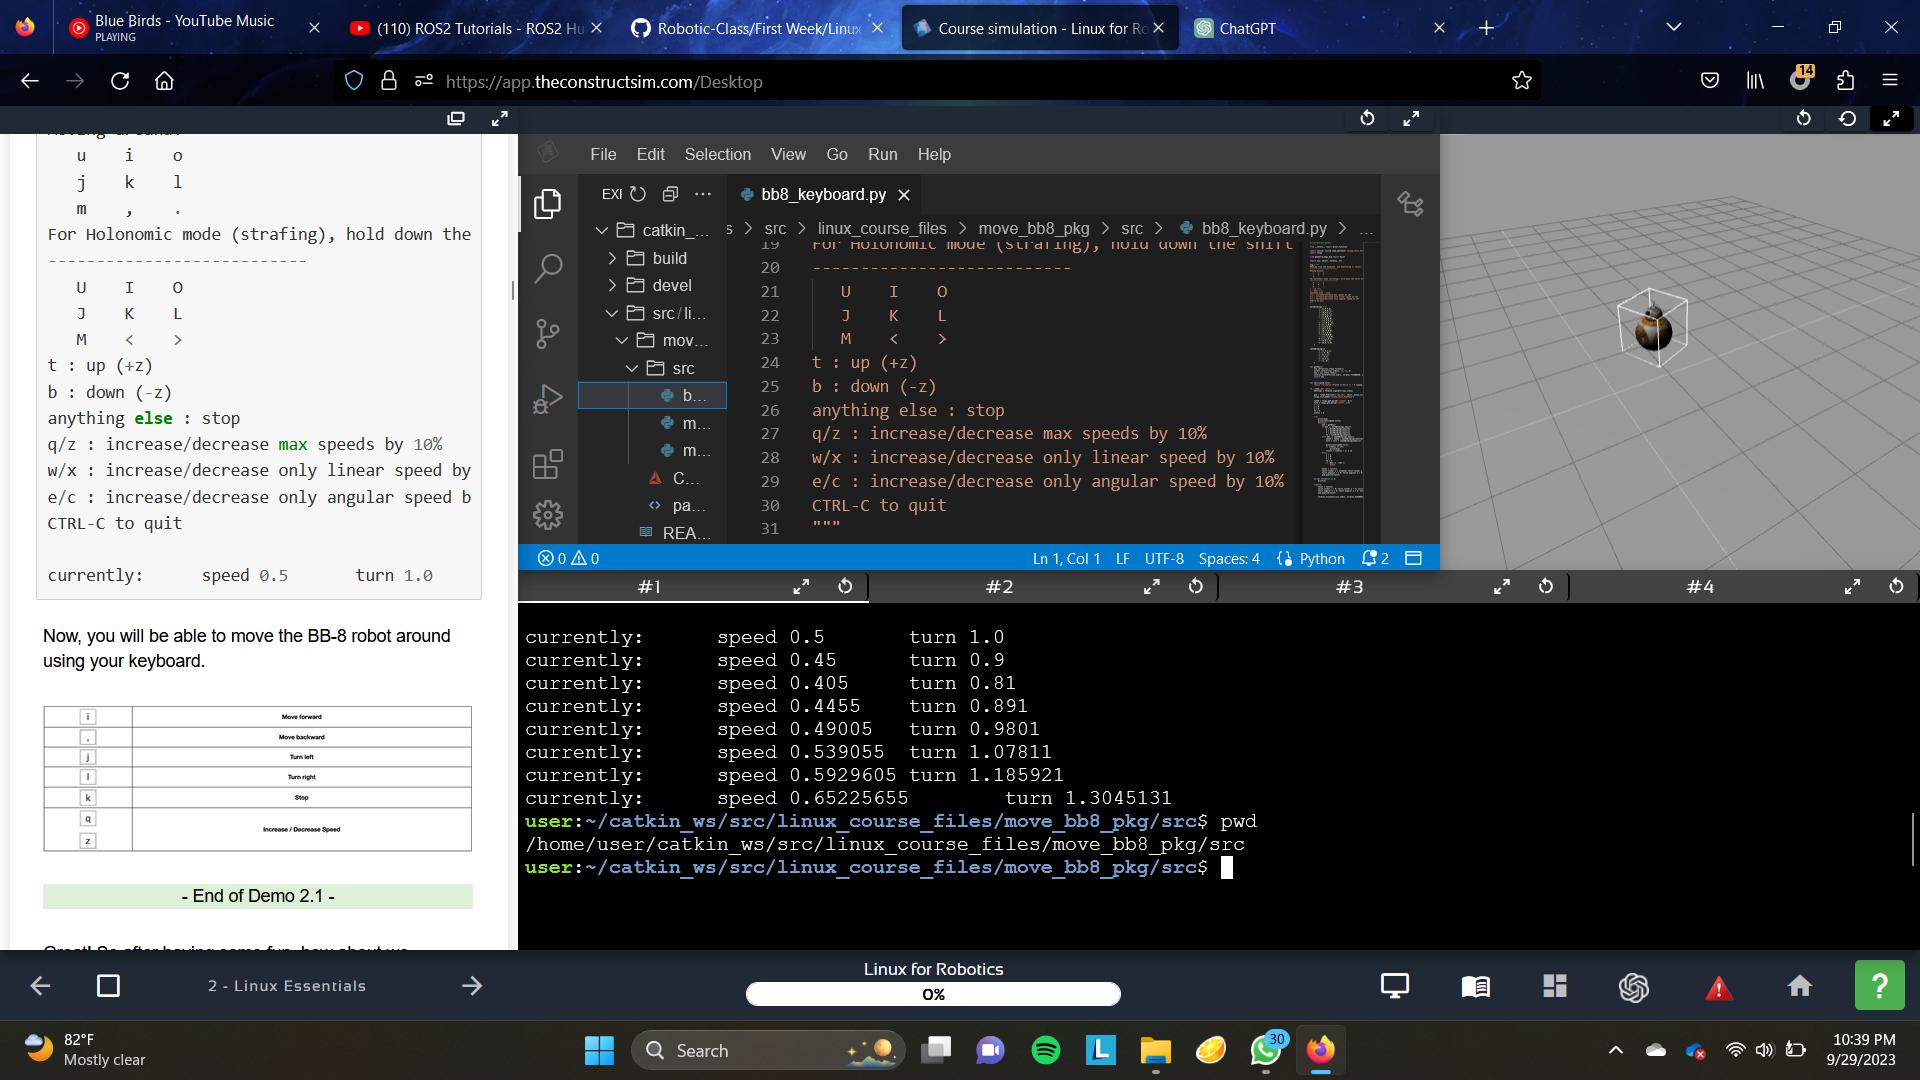 Blue Birds - YouTube Music
PLAYING
(110) ROS2 Tutorials - ROS2 Hu
Robotic-Class/First Week/Linux
Course simulation - Linux for Ro
ChatGPT
https://app.theconstructsim.com/Desktop
14
u i o
j k l
m , .
For Holonomic mode (strafing), hold down the
---------------------------
U I O
J K L
M < >
t : up (+z)
b : down (-z)
anything else : stop
q/z : increase/decrease max speeds by 10%
w/x : increase/decrease only linear speed by
e/c : increase/decrease only angular speed b
CTRL-C to quit
currently: speed 0.5 turn 1.0
Now, you will be able to move the BB-8 robot around
using your keyboard.
i Move forward
, Move backward
j Turn left
l Turn right
k Stop
q
z
Increase / Decrease Speed
- End of Demo 2.1 -
Great! So after having some fun, how about we
File Edit Selection View Go Run Help
EXP
bb8_keyboard.py
catkin_...
build
devel
src/li...
mov...
src
b...
m...
m...
C...
pa...
REA...
s > src > linux_course_files > move_bb8_pkg > src > bb8_keyboard.py > ...
19 For Holonomic mode (strafing), hold down the shift
20 ---------------------------
21 U I O
22 J K L
23 M < >
24 t : up (+z)
25 b : down (-z)
26 anything else : stop
27 q/z : increase/decrease max speeds by 10%
28 w/x : increase/decrease only linear speed by 10%
29 e/c : increase/decrease only angular speed by 10%
30 CTRL-C to quit
31 """
0 0
Ln 1, Col 1 LF UTF-8 Spaces: 4 Python 2
#1 #2 #3 #4
currently: speed 0.5 turn 1.0
currently: speed 0.45 turn 0.9
currently: speed 0.405 turn 0.81
currently: speed 0.4455 turn 0.891
currently: speed 0.49005 turn 0.9801
currently: speed 0.539055 turn 1.07811
currently: speed 0.5929605 turn 1.185921
currently: speed 0.65225655 turn 1.3045131
user:~/catkin_ws/src/linux_course_files/move_bb8_pkg/src$ pwd
/home/user/catkin_ws/src/linux_course_files/move_bb8_pkg/src
user:~/catkin_ws/src/linux_course_files/move_bb8_pkg/src$
2 - Linux Essentials
Linux for Robotics
0%
?
82°F
Mostly clear
Search
L
30
10:39 PM
9/29/2023